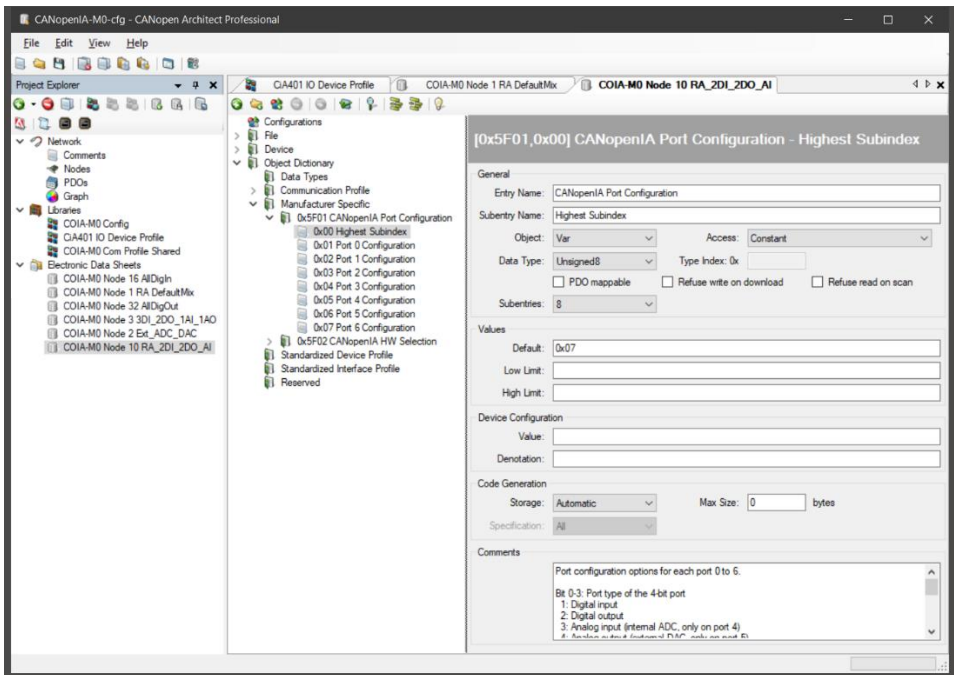 CANopenIA-M0-cfg - CANopen Architect Professional
File Edit View Help
Project Explorer
Network
Comments
Nodes
PDOs
Graph
Libraries
COIA-M0 Config
CiA401 IO Device Profile
COIA-M0 Com Profile Shared
Electronic Data Sheets
COIA-M0 Node 16 AllDigIn
COIA-M0 Node 1 RA DefaultMix
COIA-M0 Node 32 AllDigOut
COIA-M0 Node 3 3DI_2DO_1AI_1AO
COIA-M0 Node 2 Ext_ADC_DAC
COIA-M0 Node 10 RA_2DI_2DO_AI
CiA401 IO Device Profile COIA-M0 Node 1 RA DefaultMix COIA-M0 Node 10 RA_2DI_2DO_AI
Configurations
File
Device
Object Dictionary
Data Types
Communication Profile
Manufacturer Specific
0x5F01 CANopenIA Port Configuration
0x00 Highest Subindex
0x01 Port 0 Configuration
0x02 Port 1 Configuration
0x03 Port 2 Configuration
0x04 Port 3 Configuration
0x05 Port 4 Configuration
0x06 Port 5 Configuration
0x07 Port 6 Configuration
0x5F02 CANopenIA HW Selection
Standardized Device Profile
Standardized Interface Profile
Reserved
[0x5F01,0x00] CANopenIA Port Configuration - Highest Subindex
General
Entry Name: CANopenIA Port Configuration
Subentry Name: Highest Subindex
Object: Var Access: Constant
Data Type: Unsigned8 Type Index: 0x
PDO mappable Refuse write on download Refuse read on scan
Subentries: 8
Values
Default: 0x07
Low Limit:
High Limit:
Device Configuration
Value:
Denotation:
Code Generation
Storage: Automatic Max Size: 0 bytes
Specification: All
Comments
Port configuration options for each port 0 to 6.
Bit 0-3: Port type of the 4-bit port
1: Digital input
2: Digital output
3: Analog input (internal ADC, only on port 4)
4: Analog output (external DAC, only on port 5)